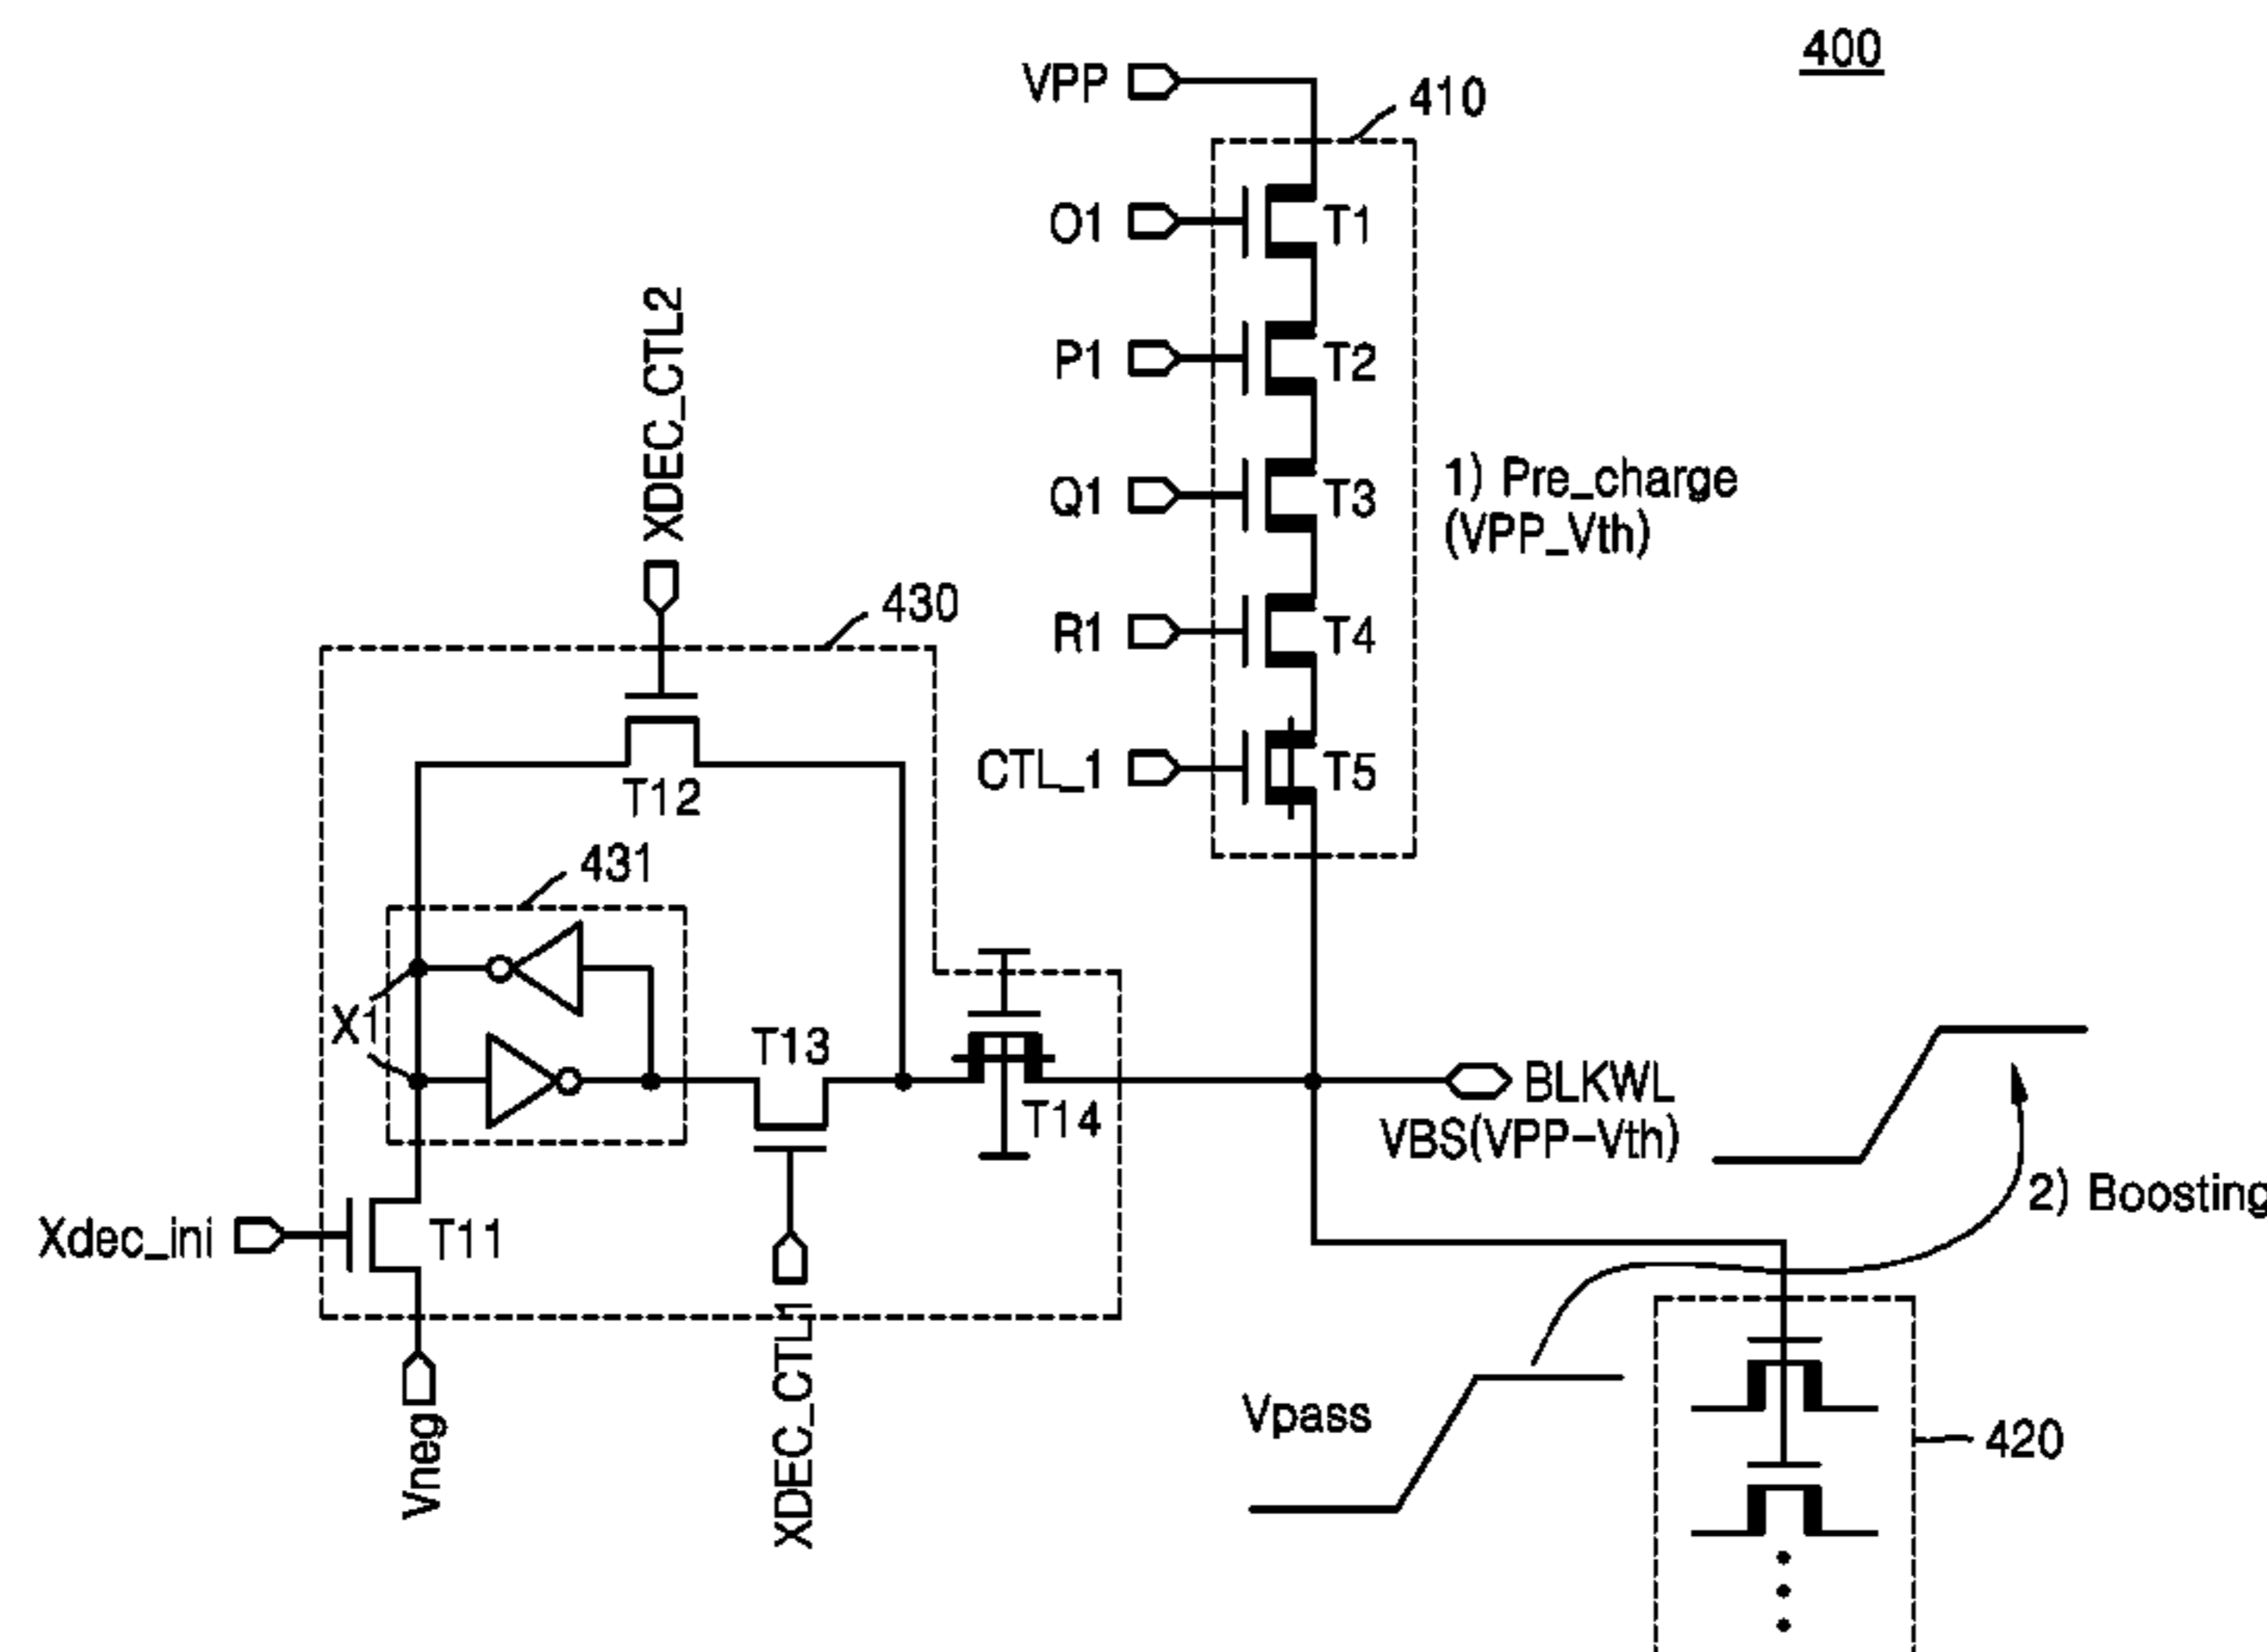 400
VPP
410
O1
T1
P1
T2
XDEC_CTL2
Q1
T3
1) Pre_charge
(VPP_Vth)
430
R1
T4
CTL_1
T5
T12
431
X1
T13
T14
BLKWL
VBS(VPP-Vth)
2) Boosting
Xdec_ini
T11
Vneg
XDEC_CTL1
Vpass
420